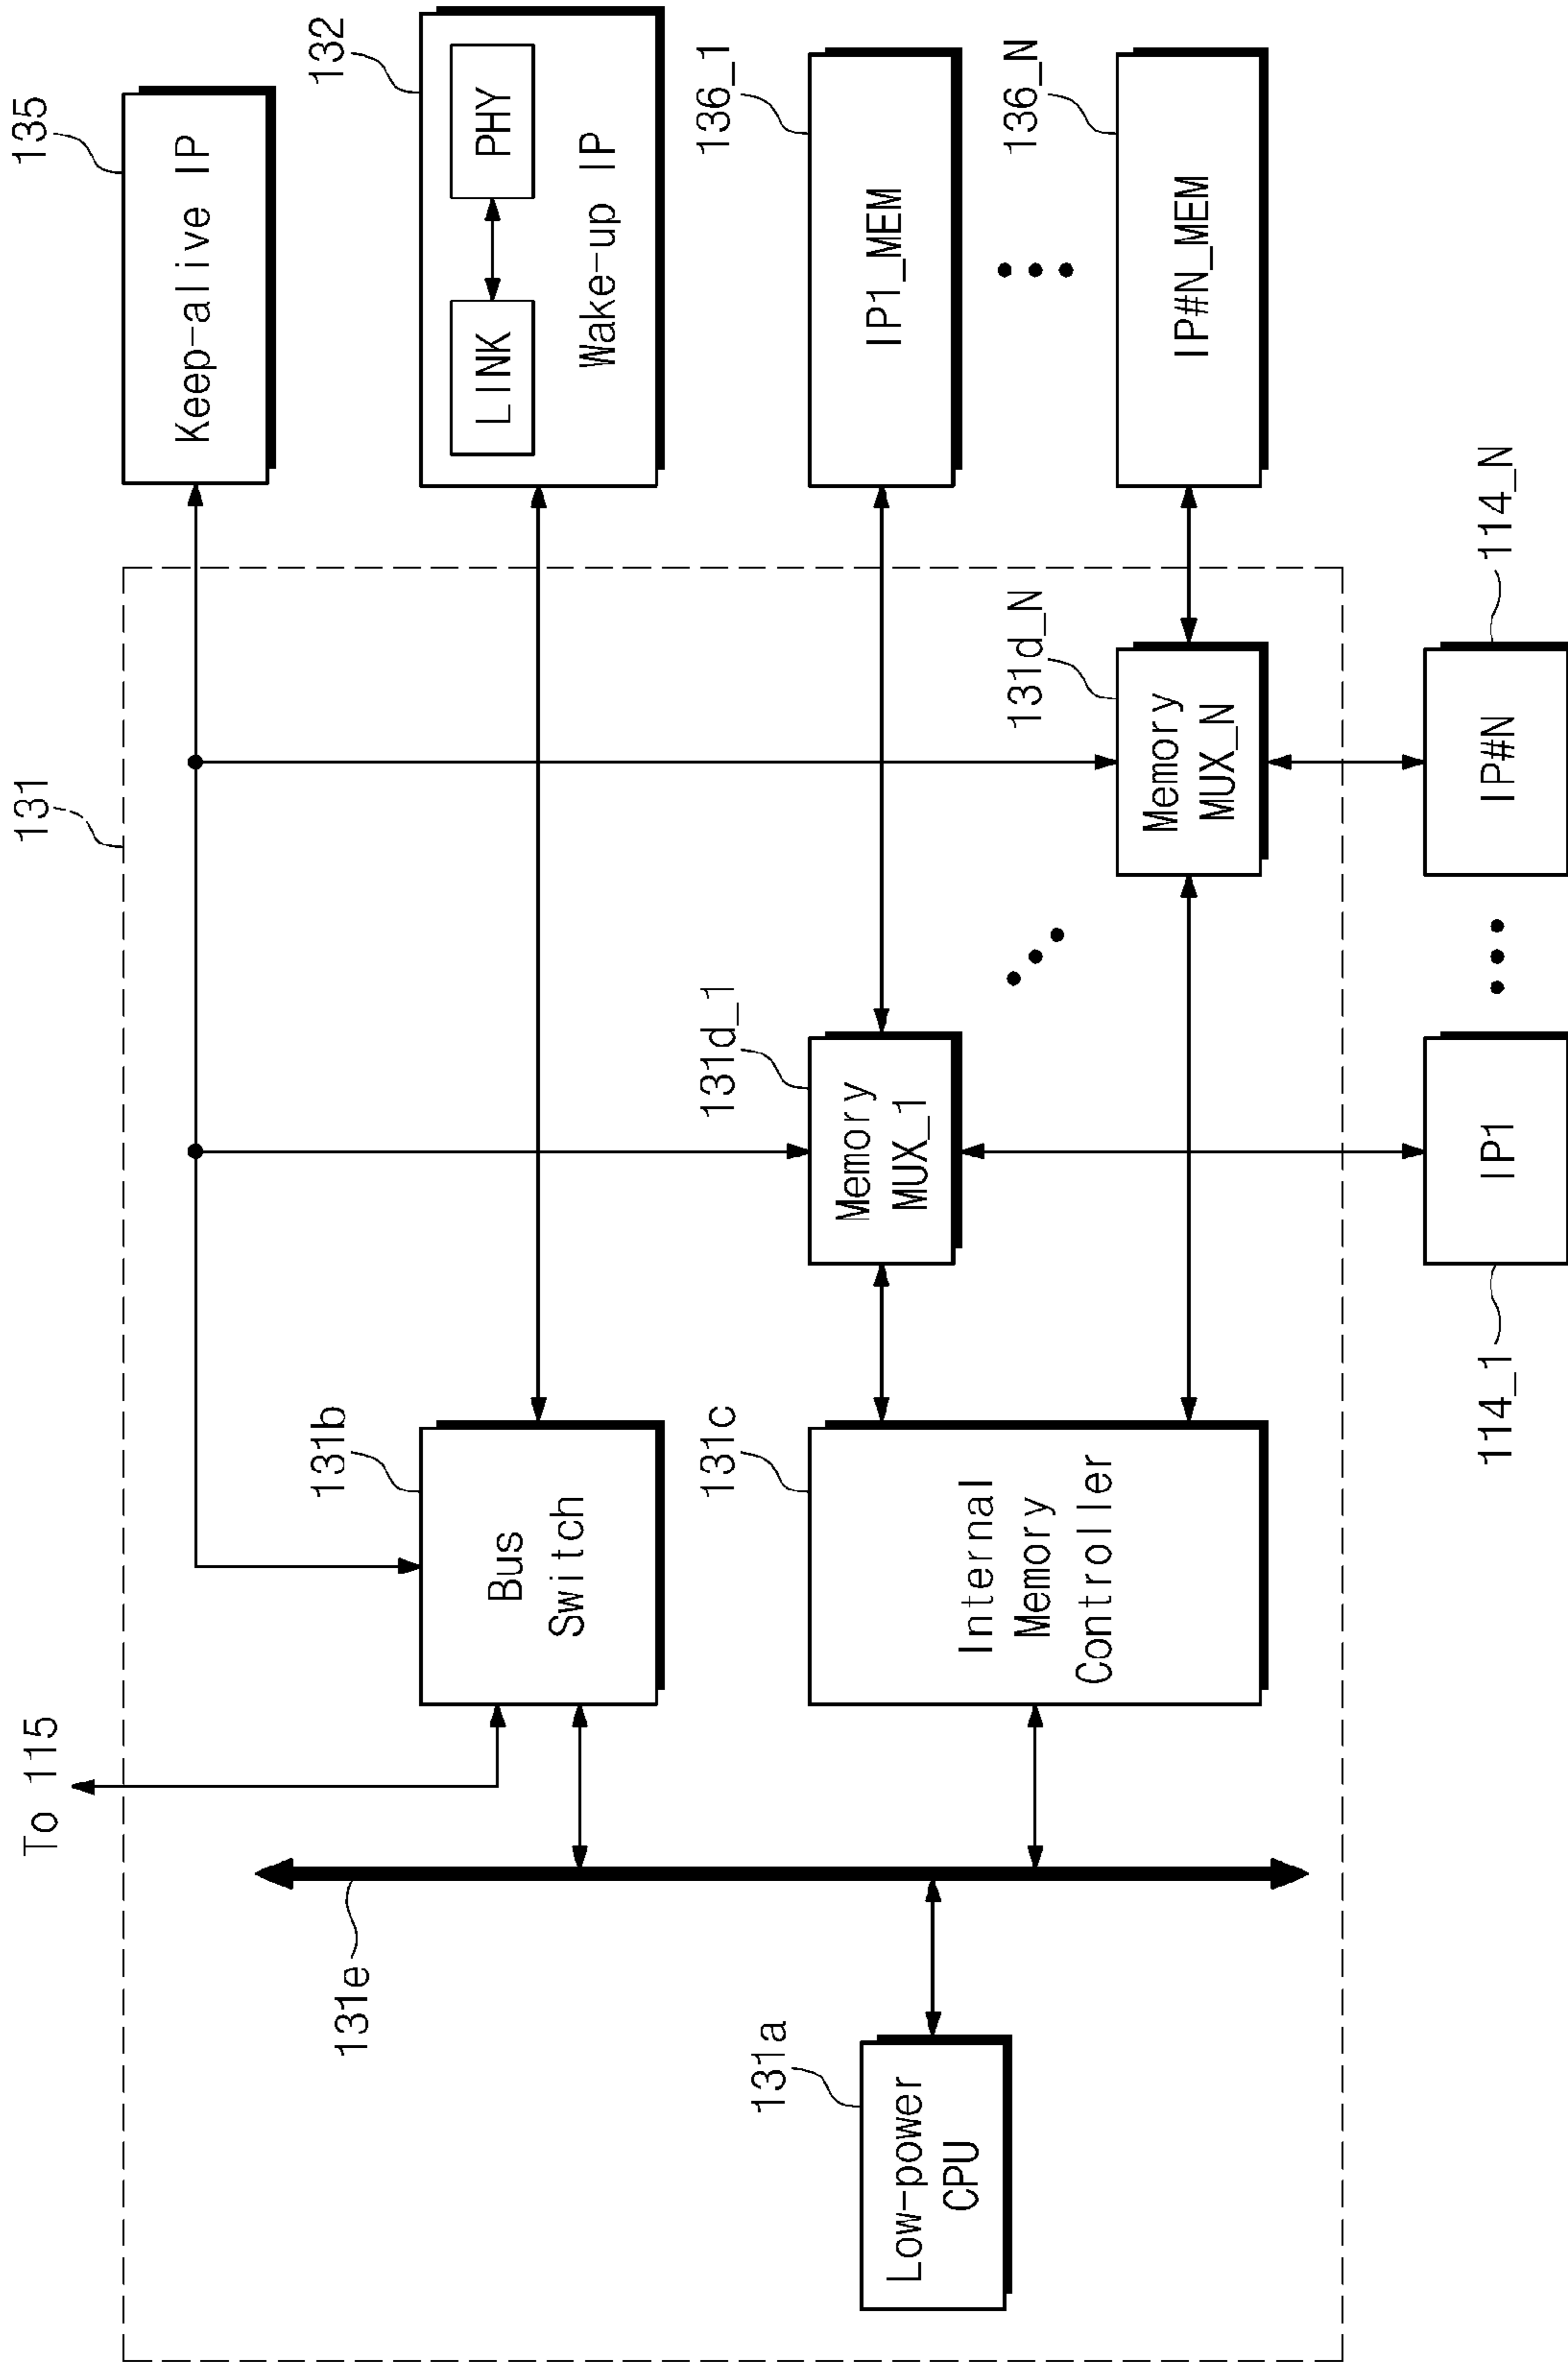 131
To 115
135
Keep-alive IP
132
LINK
PHY
Wake-up IP
131b
Bus
Switch
131e
131a
Low-power
CPU
131c
Internal
Memory
Controller
131d_1
Memory
MUX_1
136_1
IP1_MEM
131d_N
Memory
MUX_N
136_N
IP#N_MEM
114_1
IP1
IP#N
114_N